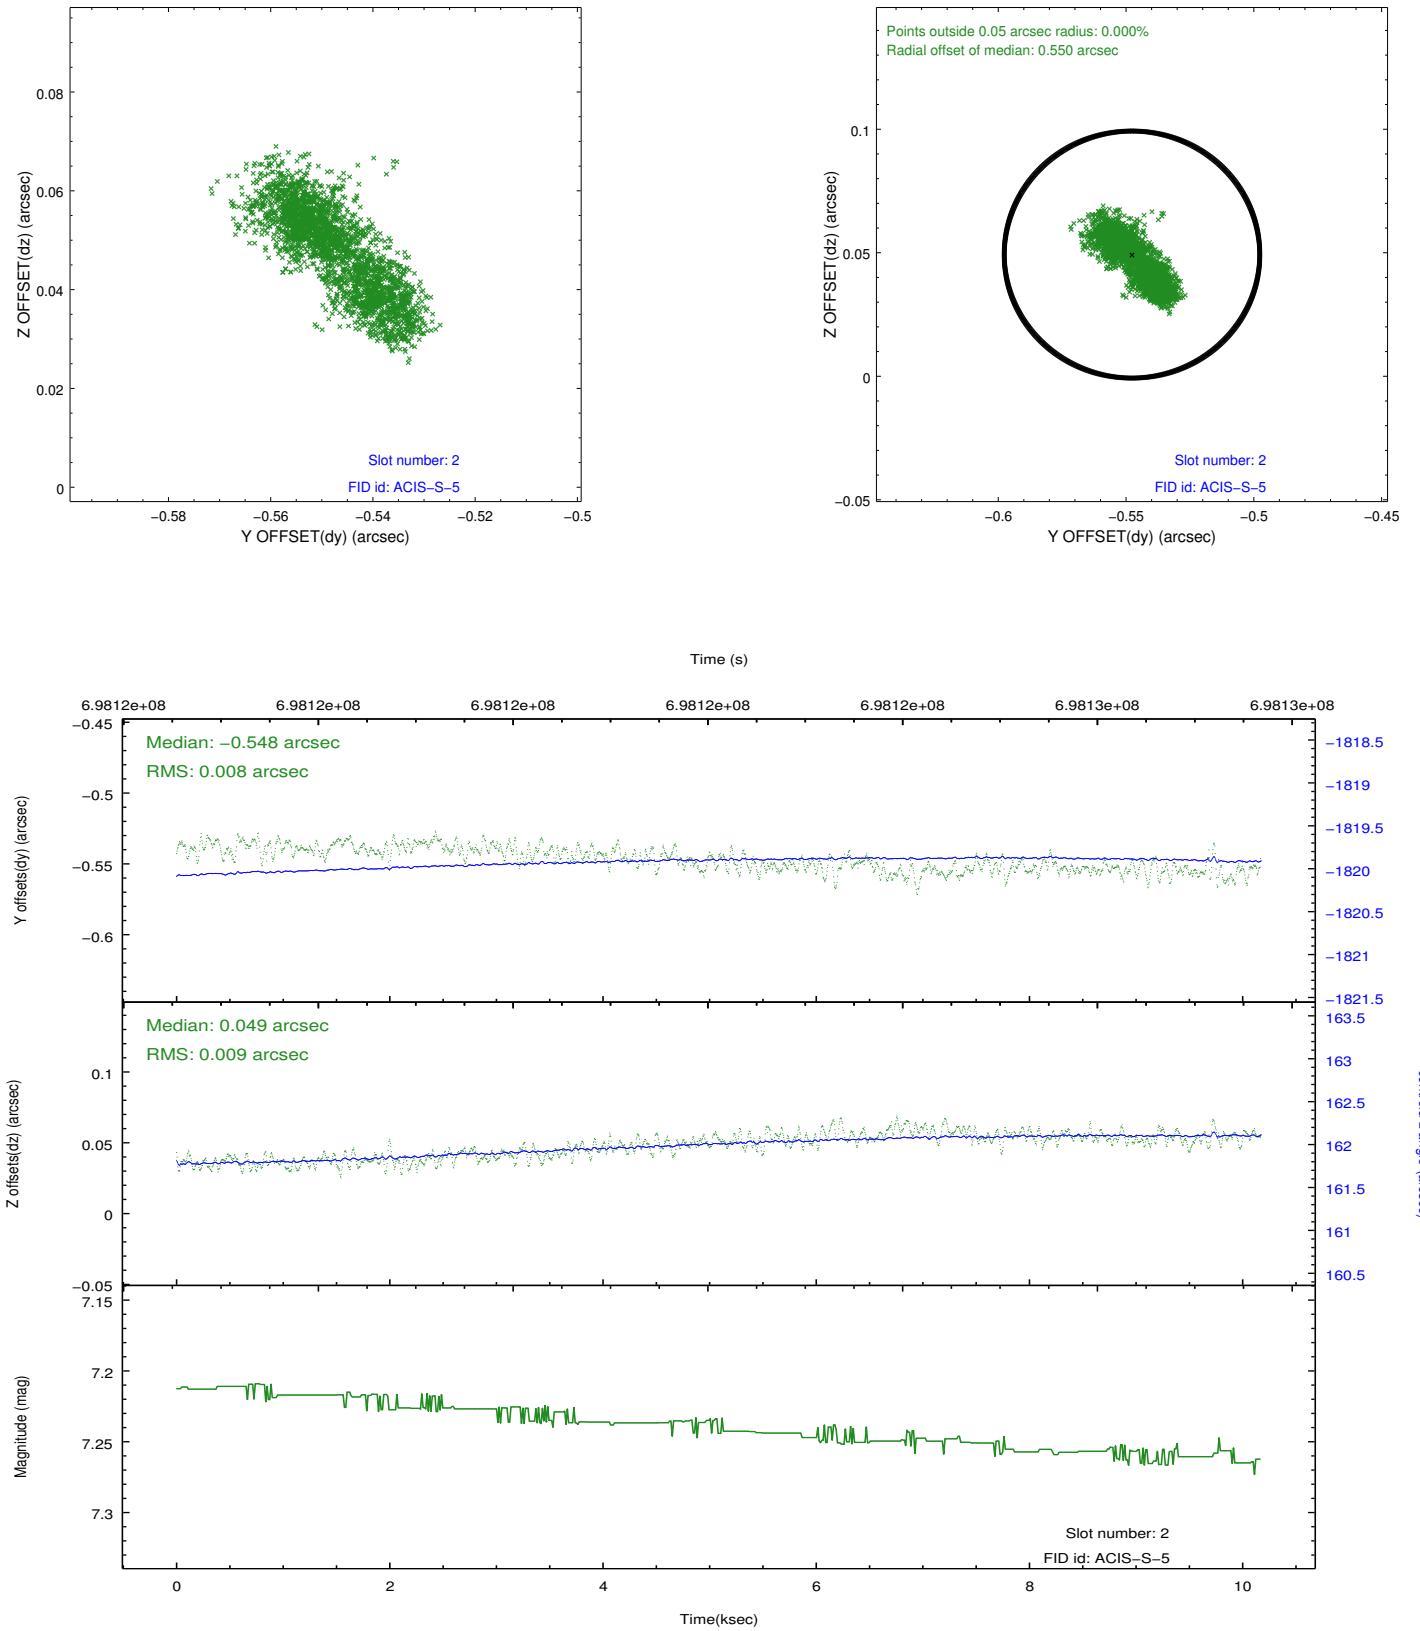 0.08
0.06
0.04
0.02
0
Z OFFSET(dz) (arcsec)
Slot number: 2
FID id: ACIS−S−5
−0.58 −0.56 −0.54 −0.52 −0.5
Y OFFSET(dy) (arcsec)
Points outside 0.05 arcsec radius: 0.000%
Radial offset of median: 0.550 arcsec
0.1
0.05
0
−0.05
Z OFFSET(dz) (arcsec)
Slot number: 2
FID id: ACIS−S−5
−0.6 −0.55 −0.5 −0.45
Y OFFSET(dy) (arcsec)
Time (s)
6.9812e+08 6.9812e+08 6.9812e+08 6.9812e+08 6.9812e+08 6.9813e+08 6.9813e+08
−0.45
−0.5
−0.55
−0.6
Y offsets(dy) (arcsec)
Median: −0.548 arcsec
RMS: 0.008 arcsec
−1818.5
−1819
−1819.5
−1820
−1820.5
−1821
−1821.5
0.1
0.05
0
−0.05
Z offsets(dz) (arcsec)
Median: 0.049 arcsec
RMS: 0.009 arcsec
163.5
163
162.5
162
161.5
161
160.5
7.15
7.2
7.25
7.3
Magnitude (mag)
Slot number: 2
FID id: ACIS−S−5
0 2 4 6 8 10
Time(ksec)